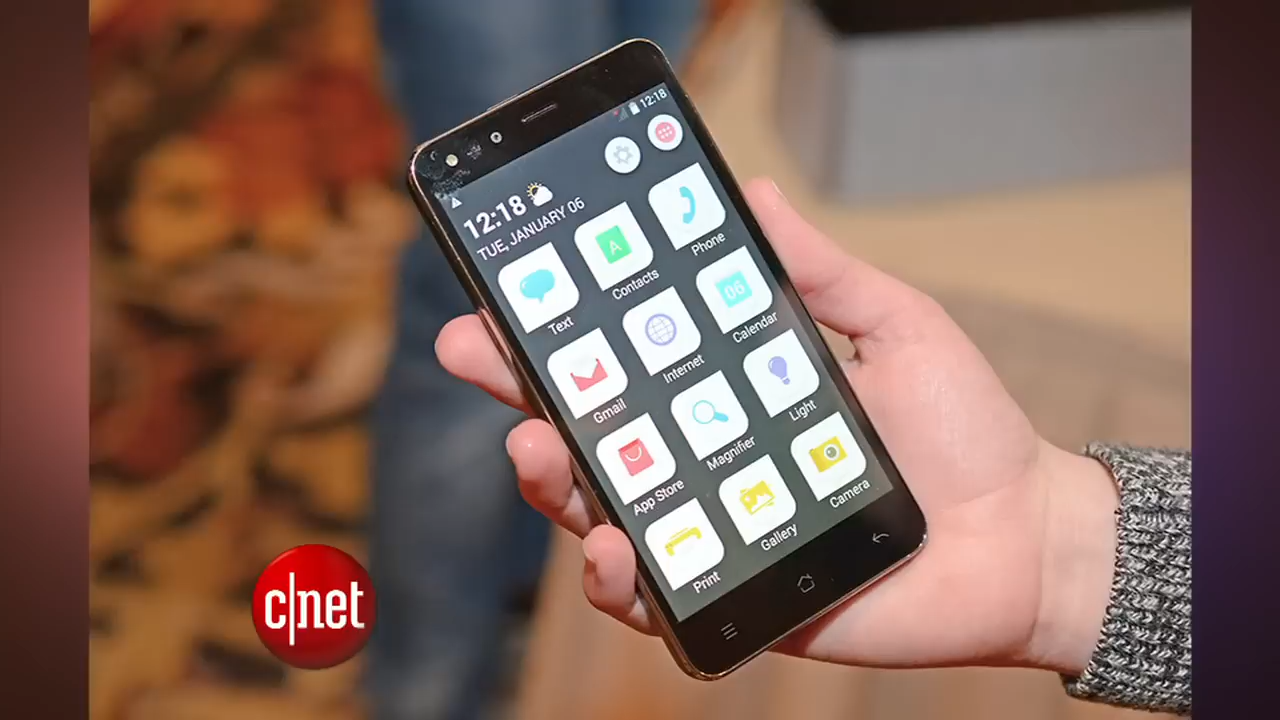 12:18
12:18
TUE, JANUARY 06
Text
Contacts
A
Phone
Gmail
Internet
Calendar
06
App Store
Magnifier
Light
Print
Gallery
Camera
c|net